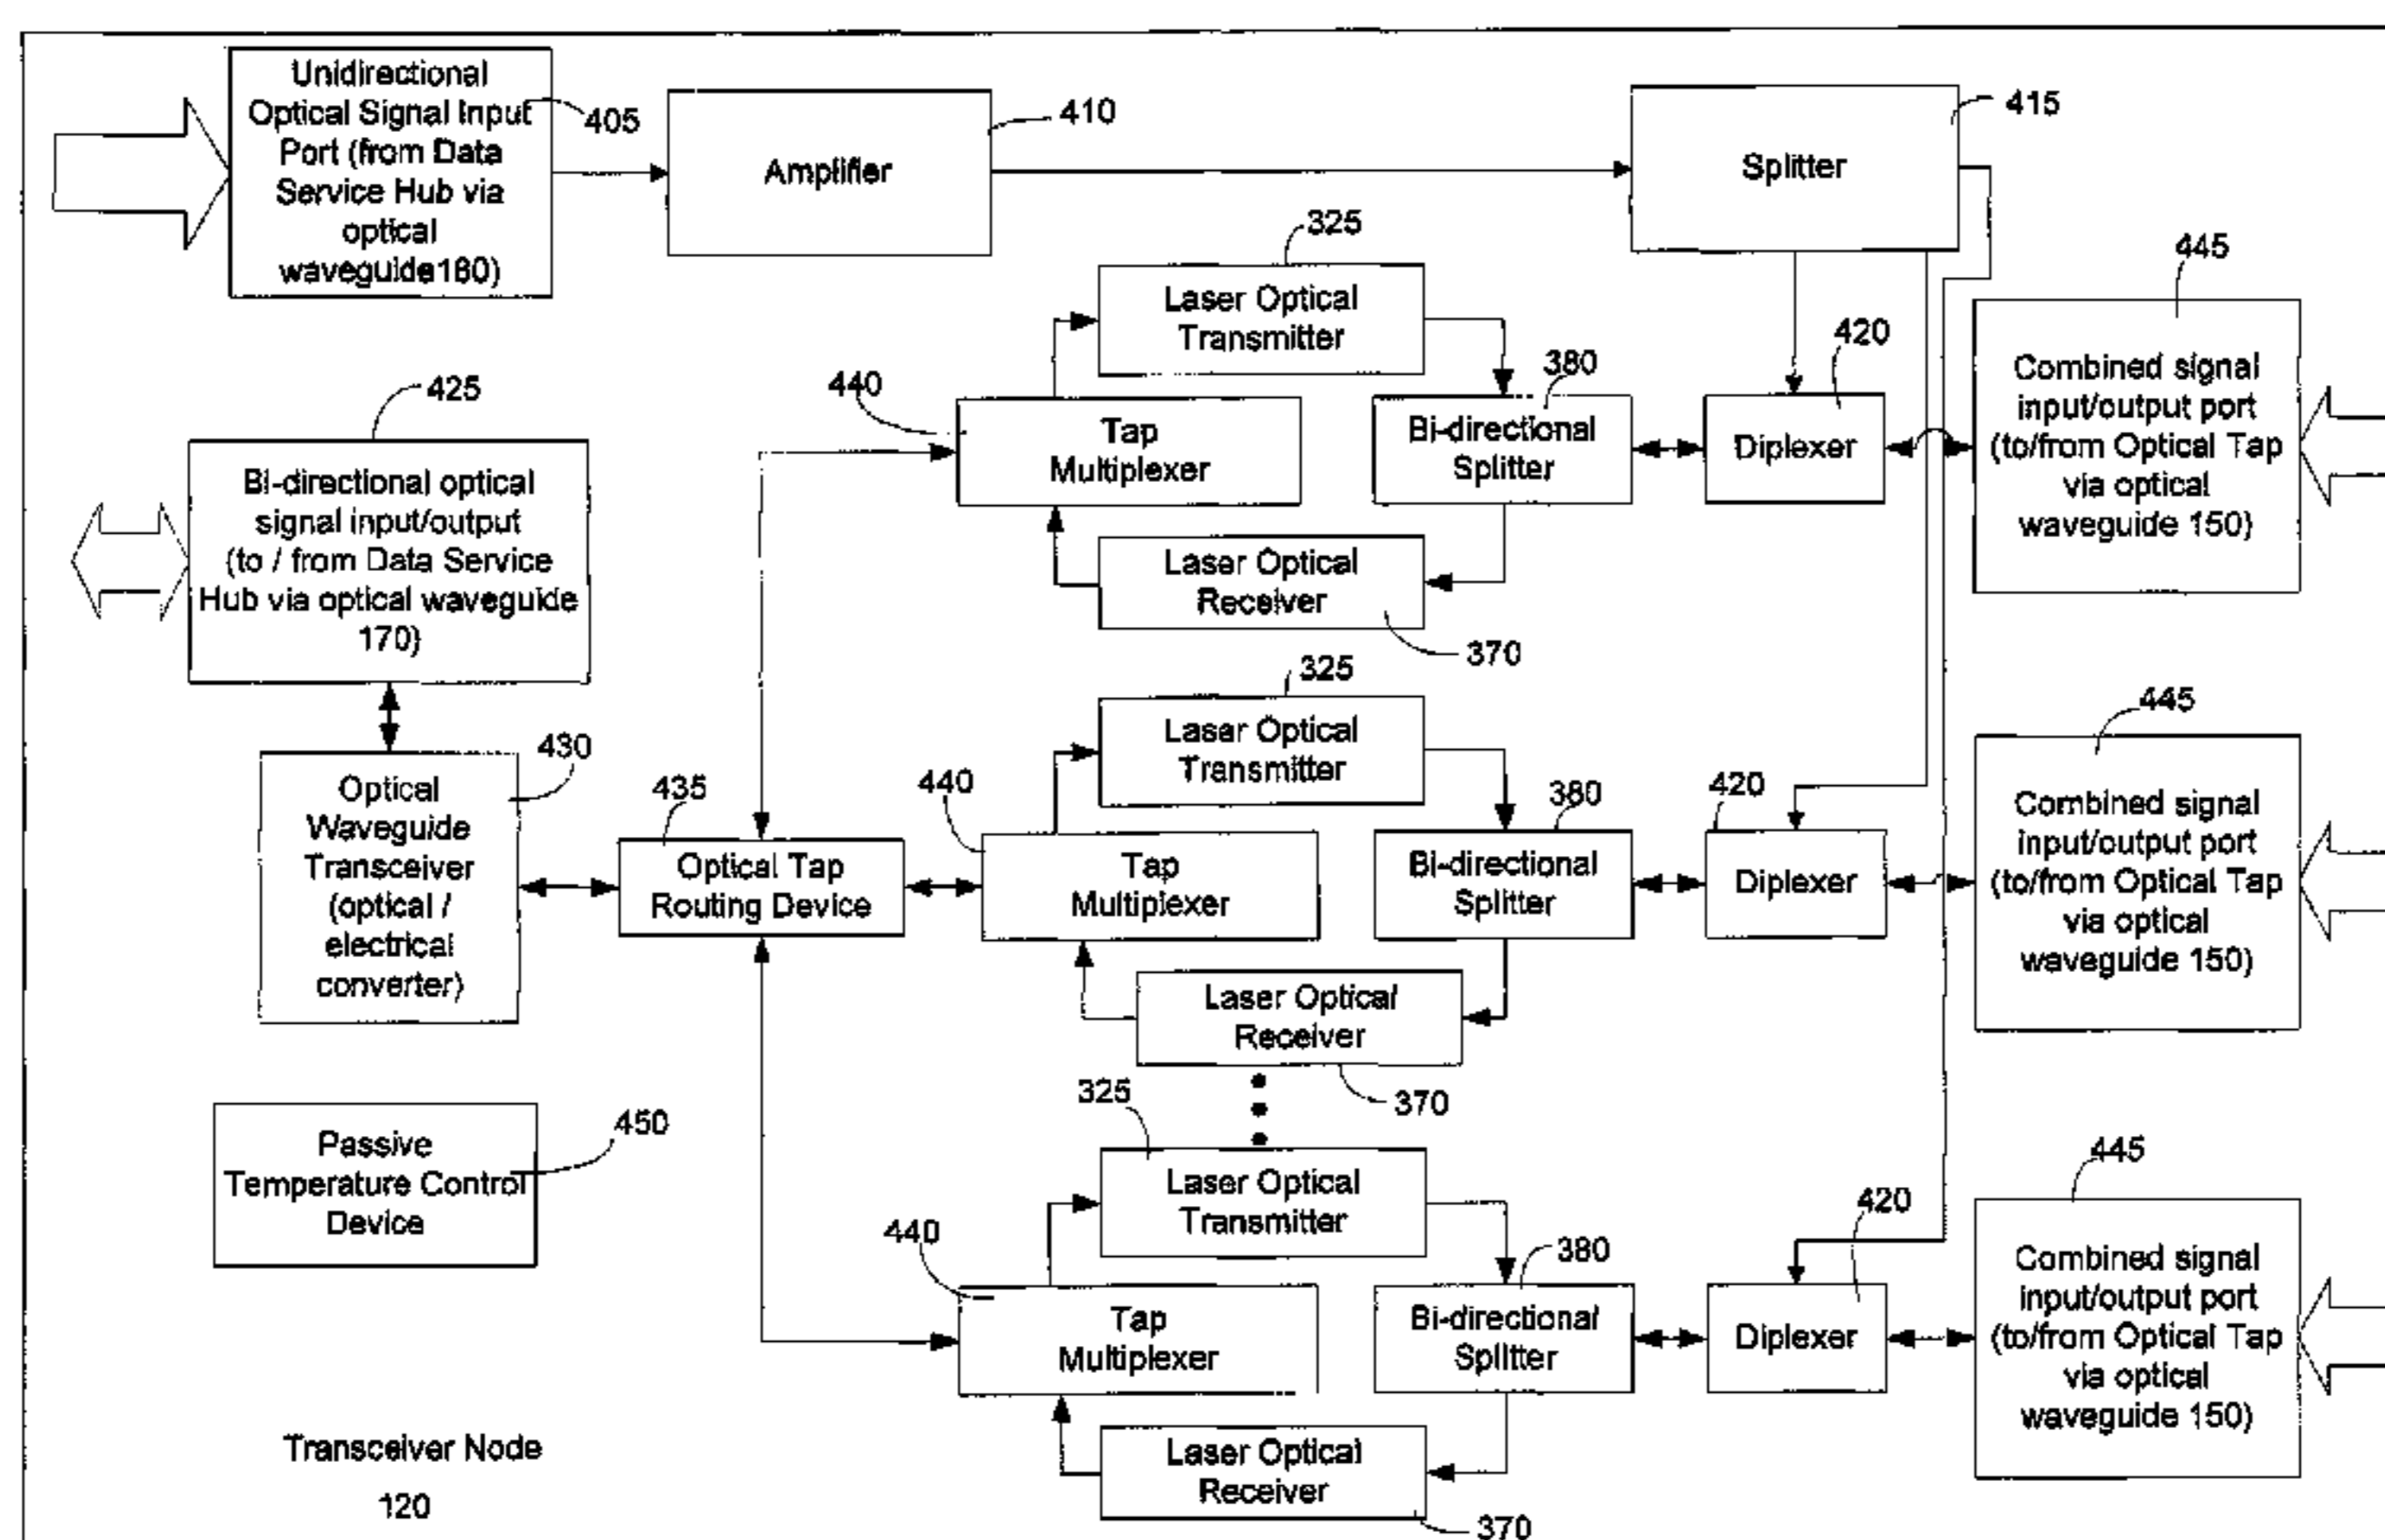 Unidirectional
Optical Signal Input
Port (from Data
Service Hub via
optical
waveguide160)
405
Amplifier
410
Splitter
415
325
Laser Optical
Transmitter
440
Tap
Multiplexer
380
Bi-directional
Splitter
420
Diplexer
445
Combined signal
input/output port
(to/from Optical Tap
via optical
waveguide 150)
Laser Optical
Receiver
370
425
Bi-directional optical
signal input/output
(to / from Data Service
Hub via optical waveguide
170)
430
Optical
Waveguide
Transceiver
(optical /
electrical
converter)
435
Optical Tap
Routing Device
325
Laser Optical
Transmitter
440
Tap
Multiplexer
380
Bi-directional
Splitter
420
Diplexer
445
Combined signal
input/output port
(to/from Optical Tap
via optical
waveguide 150)
Laser Optical
Receiver
370
Passive
Temperature Control
Device
450
325
Laser Optical
Transmitter
440
Tap
Multiplexer
380
Bi-directional
Splitter
420
Diplexer
445
Combined signal
input/output port
(to/from Optical Tap
via optical
waveguide 150)
Laser Optical
Receiver
370
Transceiver Node
120